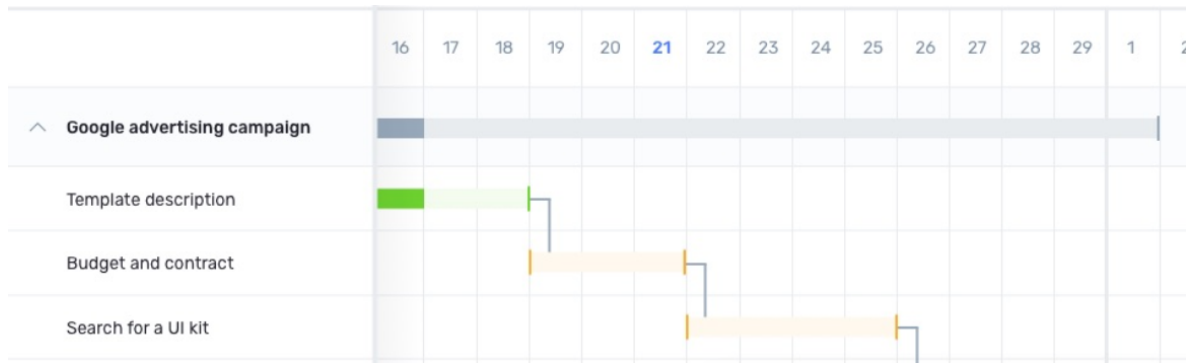 16 17 18 19 20 21 22 23 24 25 26 27 28 29 1
Google advertising campaign
Template description
Budget and contract
Search for a UI kit